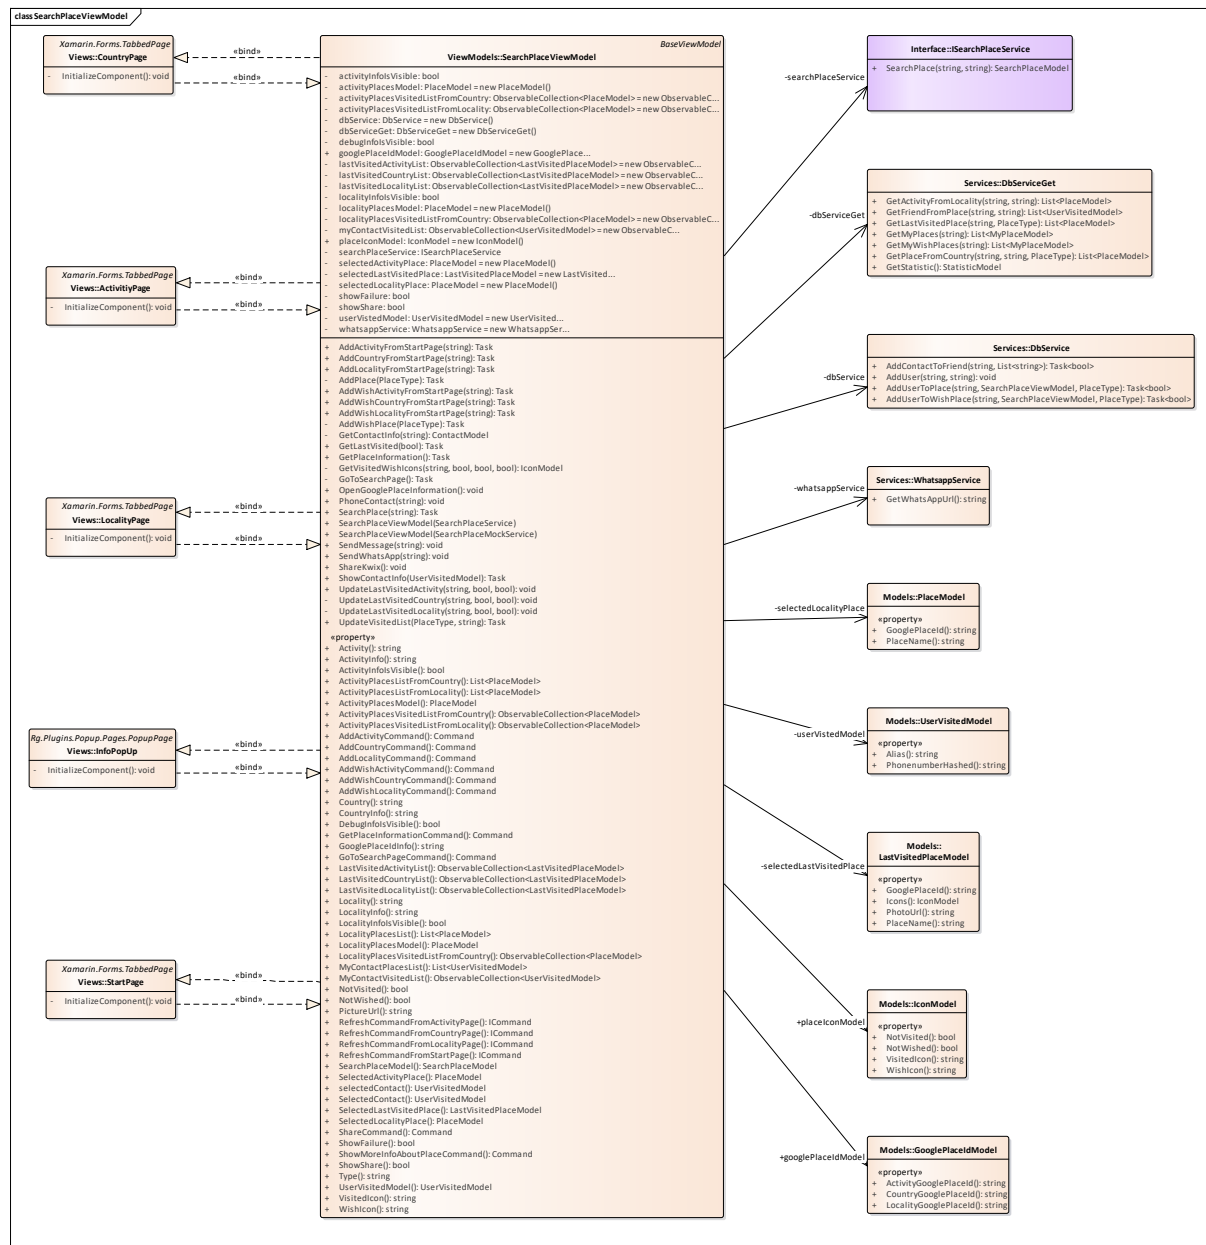 class SearchPlaceViewModel
Xamarin.Forms.TabbedPage
Views::CountryPage
- InitializeComponent(): void
«bind»
«bind»
Xamarin.Forms.TabbedPage
Views::ActivitiyPage
- InitializeComponent(): void
«bind»
«bind»
Xamarin.Forms.TabbedPage
Views::LocalityPage
- InitializeComponent(): void
«bind»
«bind»
Rg.Plugins.Popup.Pages.PopupPage
Views::InfoPopUp
- InitializeComponent(): void
«bind»
«bind»
Xamarin.Forms.TabbedPage
Views::StartPage
- InitializeComponent(): void
«bind»
«bind»
BaseViewModel
ViewModels::SearchPlaceViewModel
- activityInfoIsVisible: bool
- activityPlacesModel: PlaceModel = new PlaceModel()
- activityPlacesVisitedListFromCountry: ObservableCollection<PlaceModel> = new ObservableC...
- activityPlacesVisitedListFromLocality: ObservableCollection<PlaceModel> = new ObservableC...
- dbService: DbService = new DbService()
- dbServiceGet: DbServiceGet = new DbServiceGet()
- debugInfoIsVisible: bool
+ googlePlaceIdModel: GooglePlaceIdModel = new GooglePlace...
- lastVisitedActivityList: ObservableCollection<LastVisitedPlaceModel> = new ObservableC...
- lastVisitedCountryList: ObservableCollection<LastVisitedPlaceModel> = new ObservableC...
- lastVisitedLocalityList: ObservableCollection<LastVisitedPlaceModel> = new ObservableC...
- localityInfoIsVisible: bool
- localityPlacesModel: PlaceModel = new PlaceModel()
- localityPlacesVisitedListFromCountry: ObservableCollection<PlaceModel> = new ObservableC...
- myContactVisitedList: ObservableCollection<UserVisitedModel> = new ObservableC...
+ placeIconModel: IconModel = new IconModel()
- searchPlaceService: ISearchPlaceService
- selectedActivityPlace: PlaceModel = new PlaceModel()
- selectedLastVisitedPlace: LastVisitedPlaceModel = new LastVisited...
- selectedLocalityPlace: PlaceModel = new PlaceModel()
- showFailure: bool
- showShare: bool
- userVistedModel: UserVisitedModel = new UserVisited...
- whatsappService: WhatsappService = new WhatsappSer...
+ AddActivityFromStartPage(string): Task
+ AddCountryFromStartPage(string): Task
+ AddLocalityFromStartPage(string): Task
- AddPlace(PlaceType): Task
+ AddWishActivityFromStartPage(string): Task
+ AddWishCountryFromStartPage(string): Task
+ AddWishLocalityFromStartPage(string): Task
- AddWishPlace(PlaceType): Task
- GetContactInfo(string): ContactModel
+ GetLastVisited(bool): Task
+ GetPlaceInformation(): Task
- GetVisitedWishIcons(string, bool, bool, bool): IconModel
- GoToSearchPage(): Task
+ OpenGooglePlaceInformation(): void
+ PhoneContact(string): void
+ SearchPlace(string): Task
+ SearchPlaceViewModel(SearchPlaceService)
+ SearchPlaceViewModel(SearchPlaceMockService)
+ SendMessage(string): void
+ SendWhatsApp(string): void
+ ShareKwix(): void
+ ShowContactInfo(UserVisitedModel): Task
+ UpdateLastVisitedActivity(string, bool, bool): void
- UpdateLastVisitedCountry(string, bool, bool): void
- UpdateLastVisitedLocality(string, bool, bool): void
+ UpdateVisitedList(PlaceType, string): Task
«property»
+ Activity(): string
+ ActivityInfo(): string
+ ActivityInfoIsVisible(): bool
+ ActivityPlacesListFromCountry(): List<PlaceModel>
+ ActivityPlacesListFromLocality(): List<PlaceModel>
+ ActivityPlacesModel(): PlaceModel
+ ActivityPlacesVisitedListFromCountry(): ObservableCollection<PlaceModel>
+ ActivityPlacesVisitedListFromLocality(): ObservableCollection<PlaceModel>
+ AddActivityCommand(): Command
+ AddCountryCommand(): Command
+ AddLocalityCommand(): Command
+ AddWishActivityCommand(): Command
+ AddWishCountryCommand(): Command
+ AddWishLocalityCommand(): Command
+ Country(): string
+ CountryInfo(): string
+ DebugInfoIsVisible(): bool
+ GetPlaceInformationCommand(): Command
+ GooglePlaceIdInfo(): string
+ GoToSearchPageCommand(): Command
+ LastVisitedActivityList(): ObservableCollection<LastVisitedPlaceModel>
+ LastVisitedCountryList(): ObservableCollection<LastVisitedPlaceModel>
+ LastVisitedLocalityList(): ObservableCollection<LastVisitedPlaceModel>
+ Locality(): string
+ LocalityInfo(): string
+ LocalityInfoIsVisible(): bool
+ LocalityPlacesList(): List<PlaceModel>
+ LocalityPlacesModel(): PlaceModel
+ LocalityPlacesVisitedListFromCountry(): ObservableCollection<PlaceModel>
+ MyContactPlacesList(): List<UserVisitedModel>
+ MyContactVisitedList(): ObservableCollection<UserVisitedModel>
+ NotVisited(): bool
+ NotWished(): bool
+ PictureUrl(): string
+ RefreshCommandFromActivityPage(): ICommand
+ RefreshCommandFromCountryPage(): ICommand
+ RefreshCommandFromLocalityPage(): ICommand
+ RefreshCommandFromStartPage(): ICommand
+ SearchPlaceModel(): SearchPlaceModel
+ SelectedActivityPlace(): PlaceModel
+ selectedContact(): UserVisitedModel
+ SelectedContact(): UserVisitedModel
+ SelectedLastVisitedPlace(): LastVisitedPlaceModel
+ SelectedLocalityPlace(): PlaceModel
+ ShareCommand(): Command
+ ShowFailure(): bool
+ ShowMoreInfoAboutPlaceCommand(): Command
+ ShowShare(): bool
+ Type(): string
+ UserVisitedModel(): UserVisitedModel
+ VisitedIcon(): string
+ WishIcon(): string
-searchPlaceService
Interface::ISearchPlaceService
+ SearchPlace(string, string): SearchPlaceModel
-dbServiceGet
Services::DbServiceGet
+ GetActivityFromLocality(string, string): List<PlaceModel>
+ GetFriendFromPlace(string, string): List<UserVisitedModel>
+ GetLastVisitedPlace(string, PlaceType): List<PlaceModel>
+ GetMyPlaces(string): List<MyPlaceModel>
+ GetMyWishPlaces(string): List<MyPlaceModel>
+ GetPlaceFromCountry(string, string, PlaceType): List<PlaceModel>
+ GetStatistic(): StatisticModel
-dbService
Services::DbService
+ AddContactToFriend(string, List<string>): Task<bool>
+ AddUser(string, string): void
+ AddUserToPlace(string, SearchPlaceViewModel, PlaceType): Task<bool>
+ AddUserToWishPlace(string, SearchPlaceViewModel, PlaceType): Task<bool>
-whatsappService
Services::WhatsappService
+ GetWhatsAppUrl(): string
-selectedLocalityPlace
Models::PlaceModel
«property»
+ GooglePlaceId(): string
+ PlaceName(): string
-userVistedModel
Models::UserVisitedModel
«property»
+ Alias(): string
+ PhonenumberHashed(): string
-selectedLastVisitedPlace
Models::
LastVisitedPlaceModel
«property»
+ GooglePlaceId(): string
+ Icons(): IconModel
+ PhotoUrl(): string
+ PlaceName(): string
+placeIconModel
Models::IconModel
«property»
+ NotVisited(): bool
+ NotWished(): bool
+ VisitedIcon(): string
+ WishIcon(): string
+googlePlaceIdModel
Models::GooglePlaceIdModel
«property»
+ ActivityGooglePlaceId(): string
+ CountryGooglePlaceId(): string
+ LocalityGooglePlaceId(): string